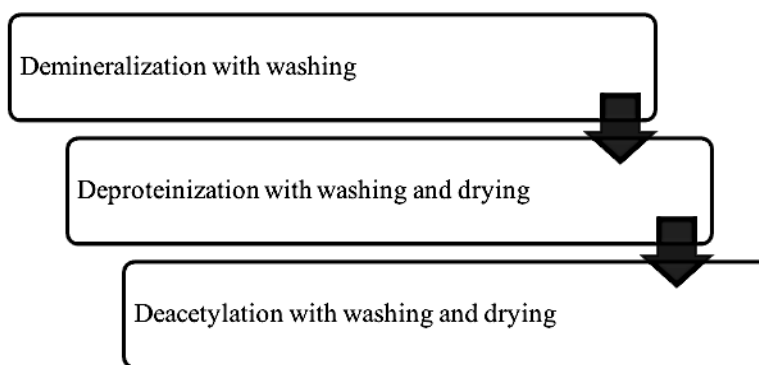 Demineralization with washing
Deproteinization with washing and drying
Deacetylation with washing and drying